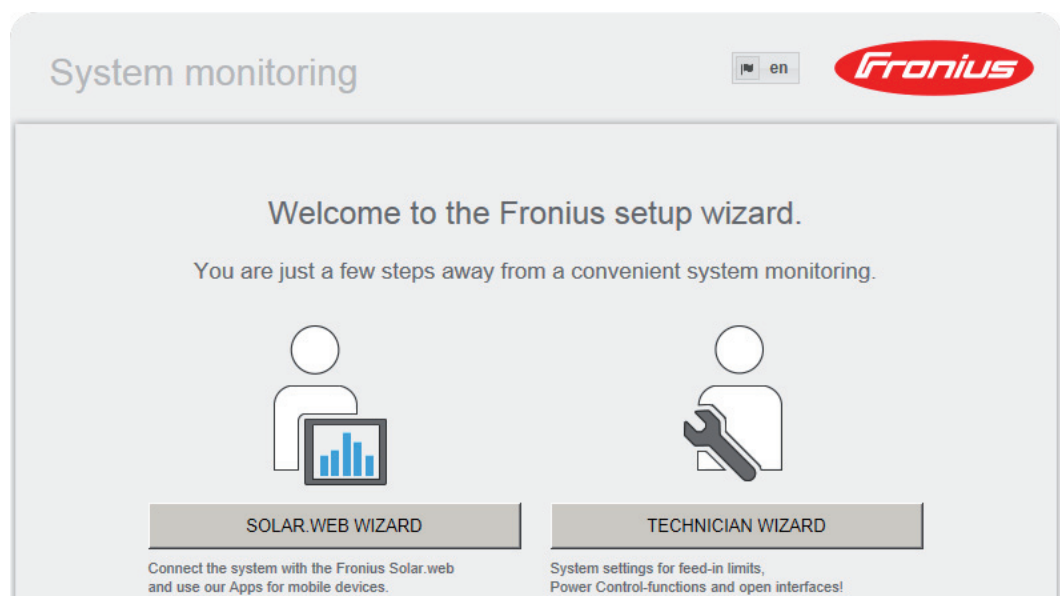 System monitoring
en
Fronius
Welcome to the Fronius setup wizard.
You are just a few steps away from a convenient system monitoring.
SOLAR.WEB WIZARD
TECHNICIAN WIZARD
Connect the system with the Fronius Solar.web
and use our Apps for mobile devices.
System settings for feed-in limits,
Power Control-functions and open interfaces!